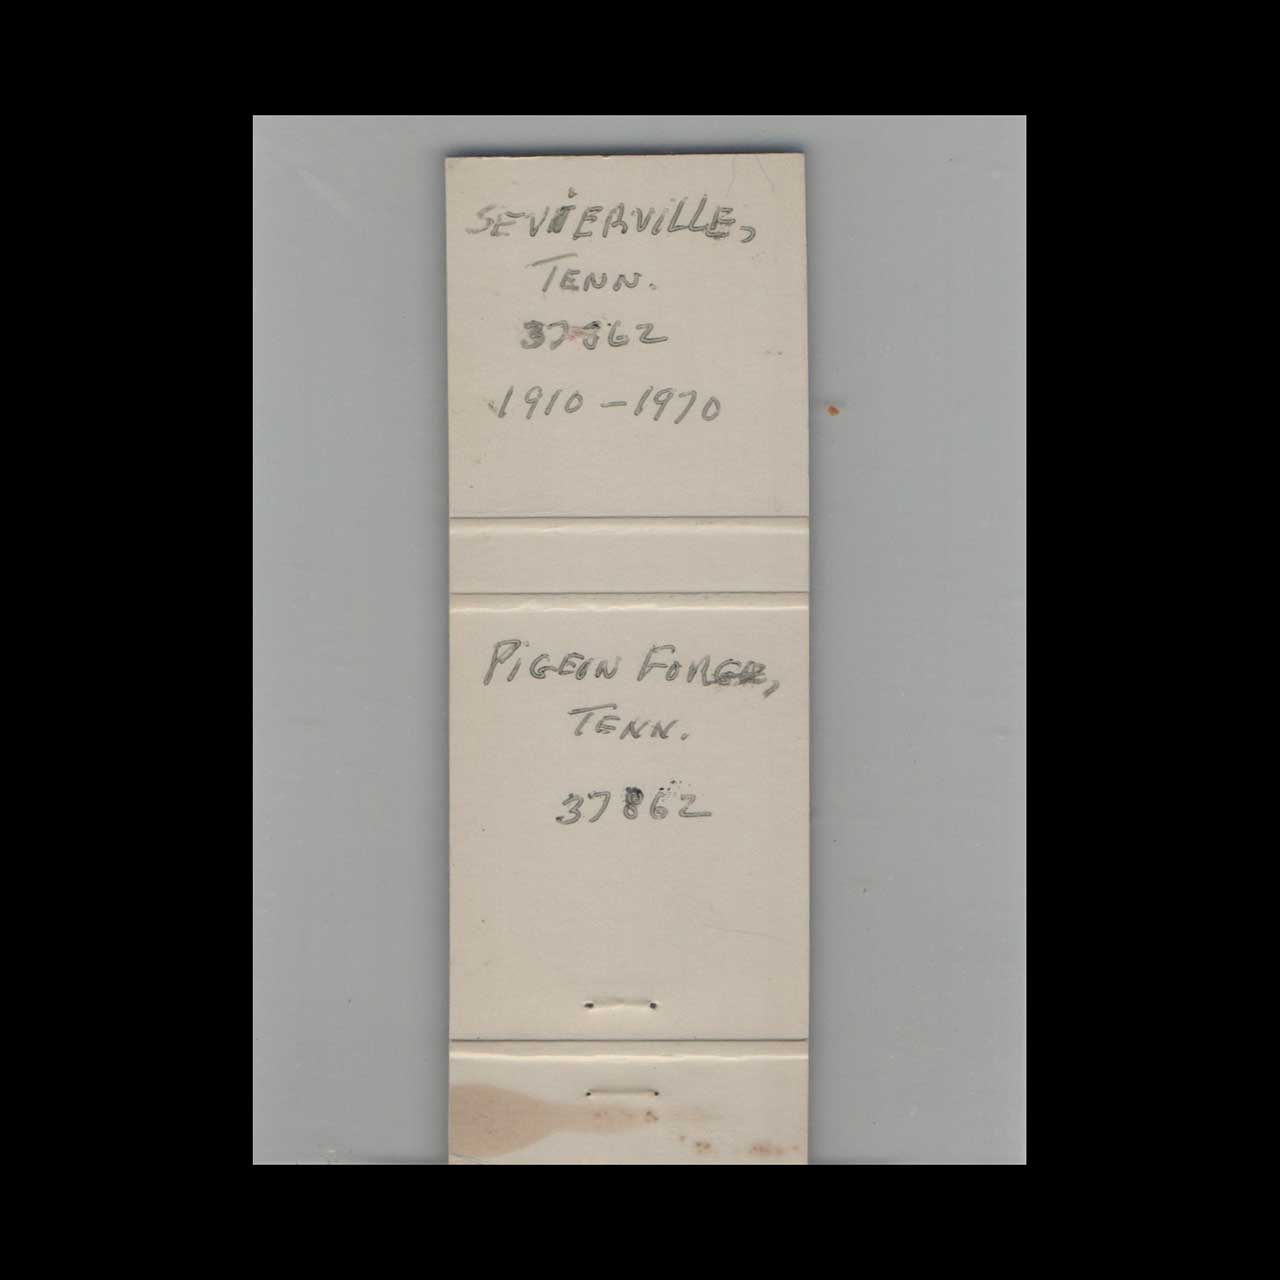 SEVIERVILLE,
TENN.
37862
1910-1970
PIGEON FORGE,
TENN.
37862